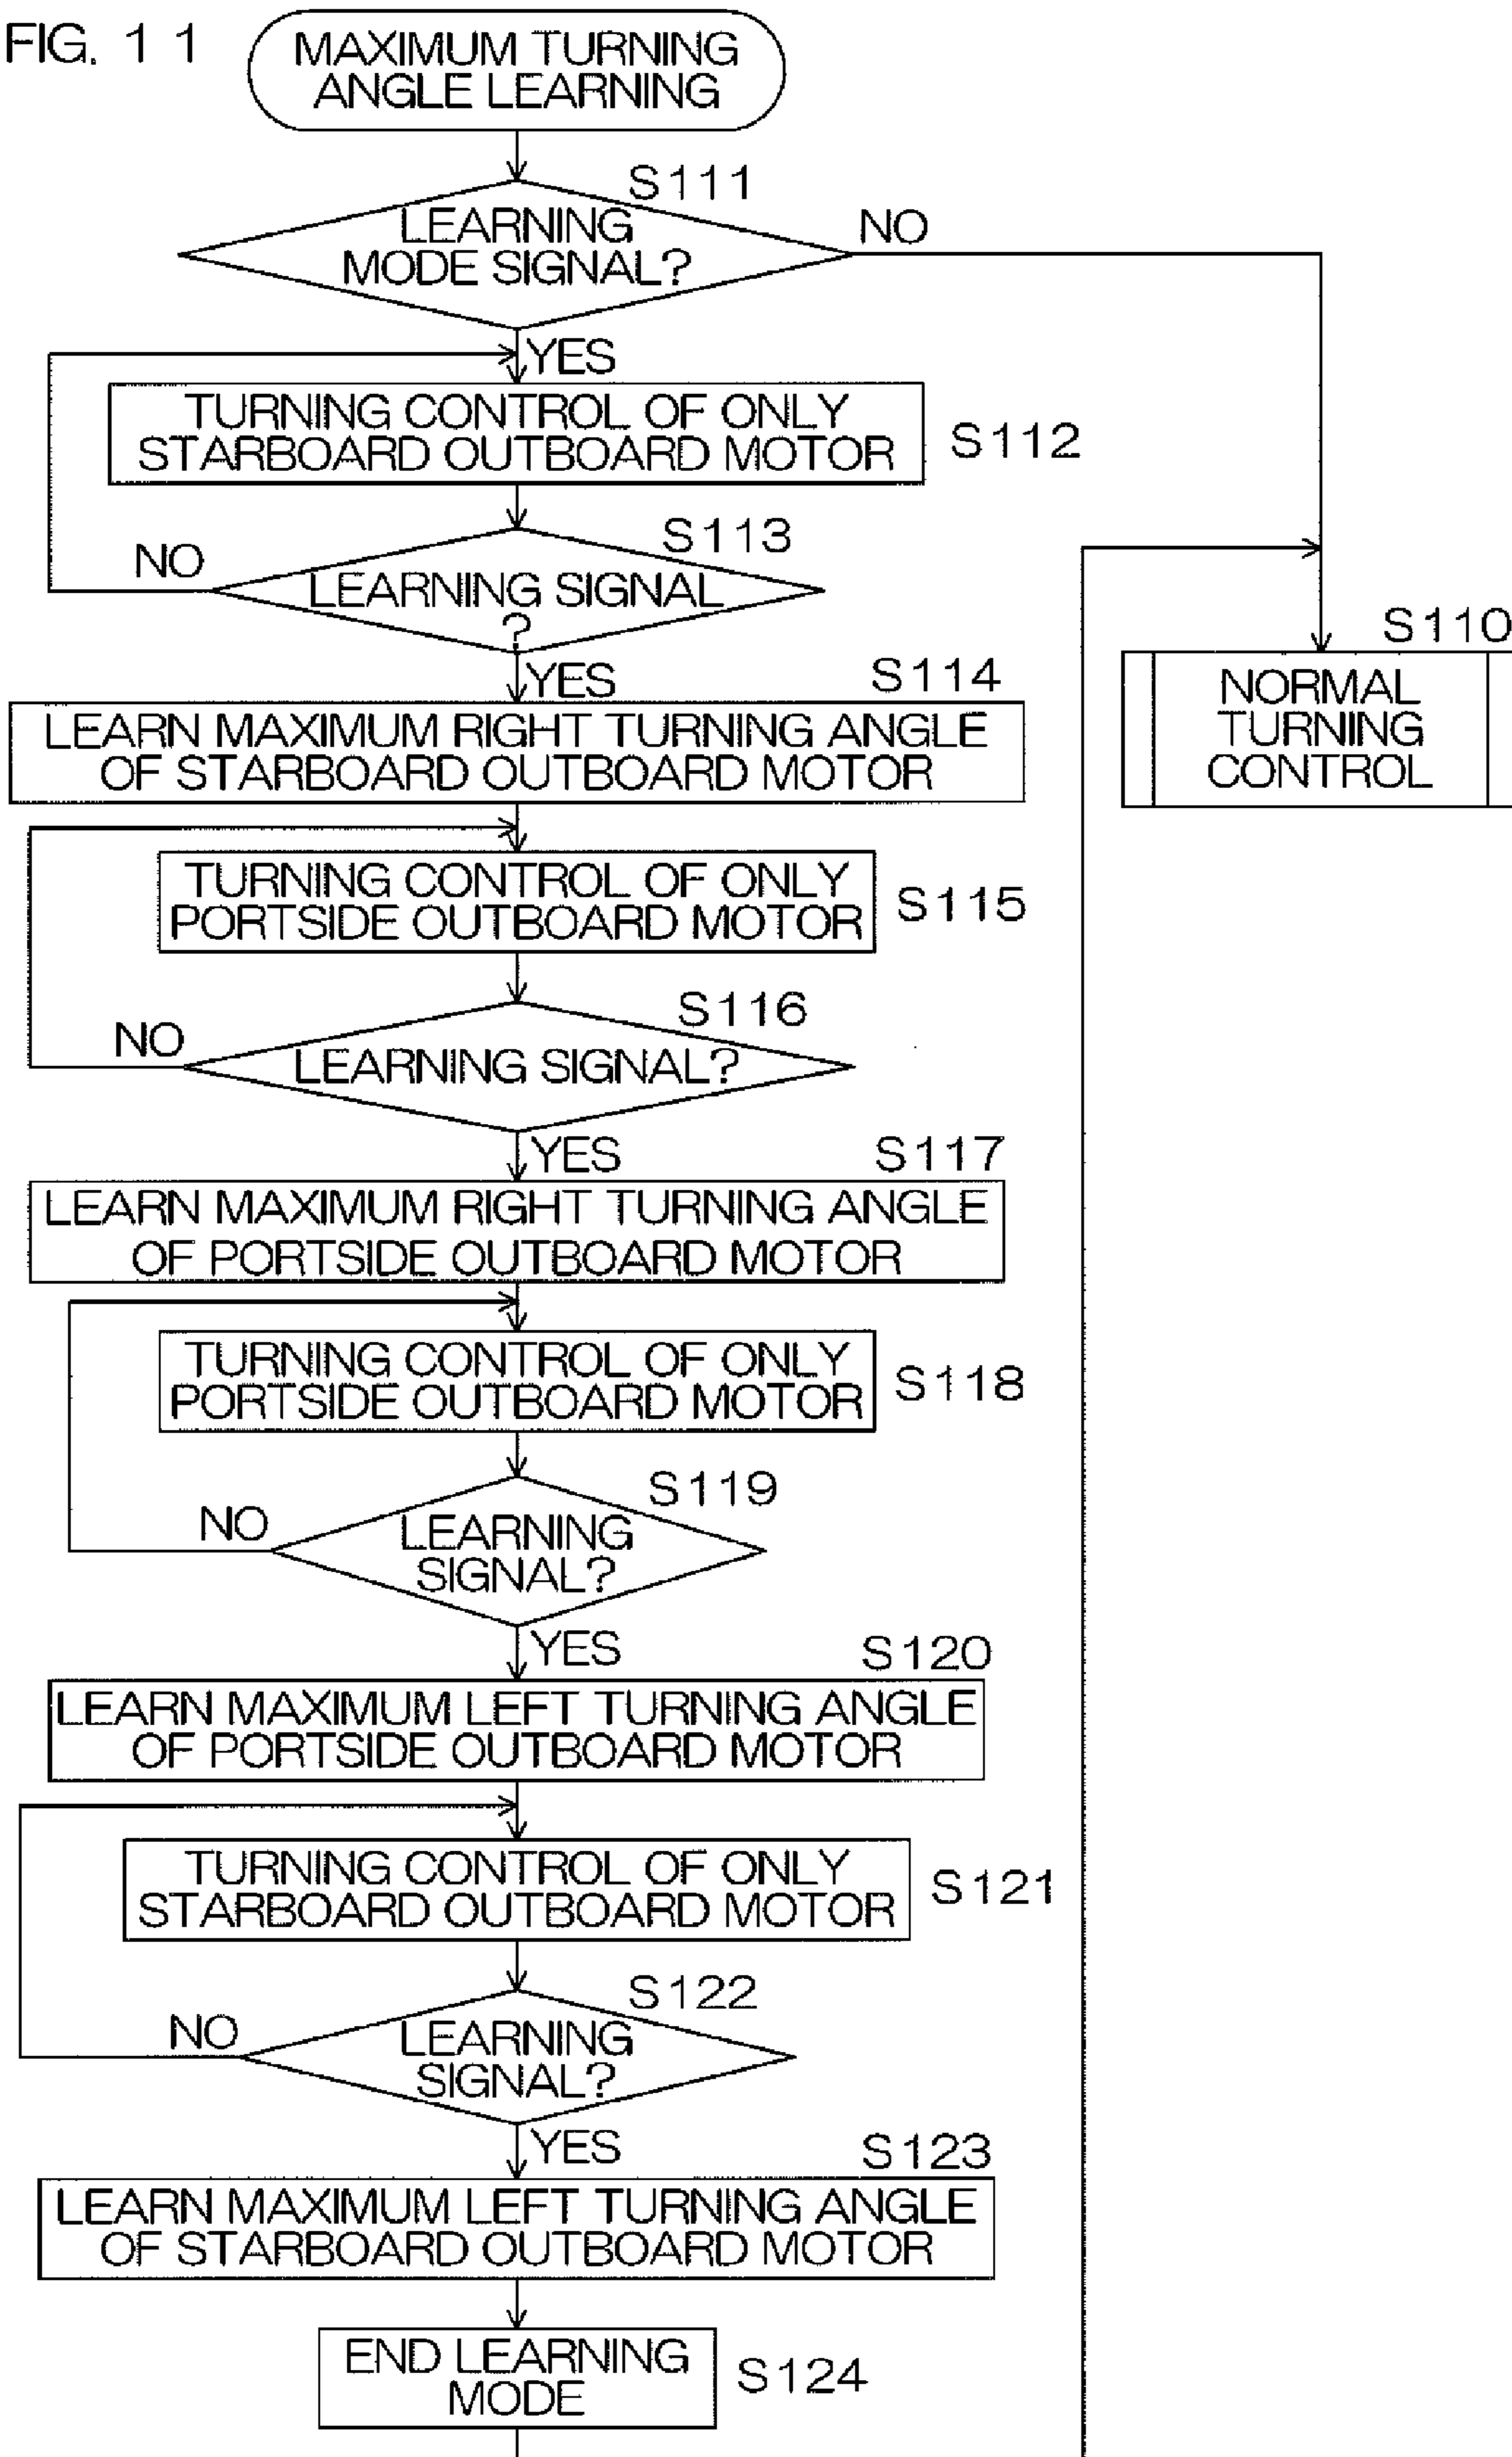 FIG. 11
MAXIMUM TURNING
ANGLE LEARNING
S111
LEARNING
MODE SIGNAL?
NO
YES
TURNING CONTROL OF ONLY
STARBOARD OUTBOARD MOTOR
S112
S113
NO
LEARNING SIGNAL
?
YES
S110
NORMAL
TURNING
CONTROL
S114
LEARN MAXIMUM RIGHT TURNING ANGLE
OF STARBOARD OUTBOARD MOTOR
TURNING CONTROL OF ONLY
PORTSIDE OUTBOARD MOTOR
S115
S116
NO
LEARNING SIGNAL?
YES
S117
LEARN MAXIMUM RIGHT TURNING ANGLE
OF PORTSIDE OUTBOARD MOTOR
TURNING CONTROL OF ONLY
PORTSIDE OUTBOARD MOTOR
S118
S119
NO
LEARNING
SIGNAL?
YES
S120
LEARN MAXIMUM LEFT TURNING ANGLE
OF PORTSIDE OUTBOARD MOTOR
TURNING CONTROL OF ONLY
STARBOARD OUTBOARD MOTOR
S121
S122
NO
LEARNING
SIGNAL?
YES
S123
LEARN MAXIMUM LEFT TURNING ANGLE
OF STARBOARD OUTBOARD MOTOR
END LEARNING
MODE
S124